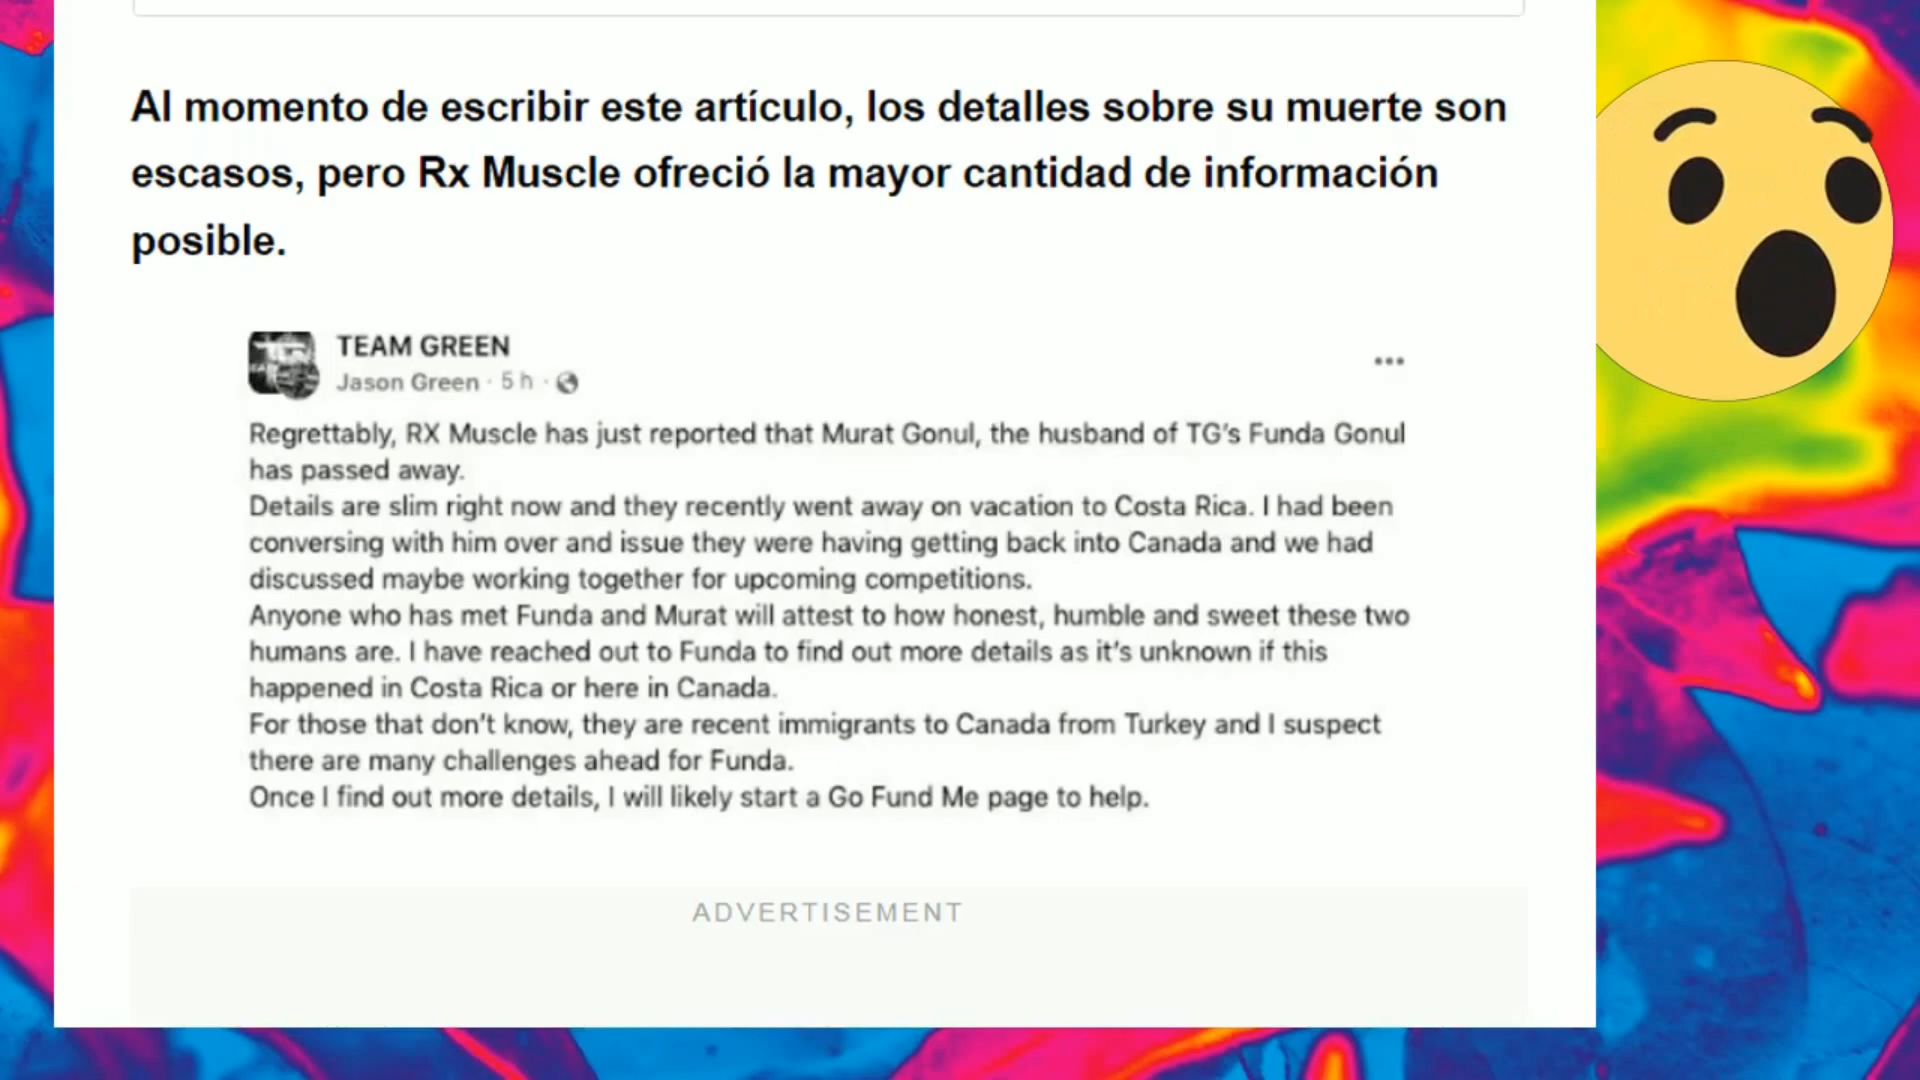 Al momento de escribir este artículo, los detalles sobre su muerte son
escasos, pero Rx Muscle ofreció la mayor cantidad de información
posible.
TEAM GREEN
Jason Green · 5 h ·
Regrettably, RX Muscle has just reported that Murat Gonul, the husband of TG's Funda Gonul
has passed away.
Details are slim right now and they recently went away on vacation to Costa Rica. I had been
conversing with him over and issue they were having getting back into Canada and we had
discussed maybe working together for upcoming competitions.
Anyone who has met Funda and Murat will attest to how honest, humble and sweet these two
humans are. I have reached out to Funda to find out more details as it's unknown if this
happened in Costa Rica or here in Canada.
For those that don't know, they are recent immigrants to Canada from Turkey and I suspect
there are many challenges ahead for Funda.
Once I find out more details, I will likely start a Go Fund Me page to help.
ADVERTISEMENT